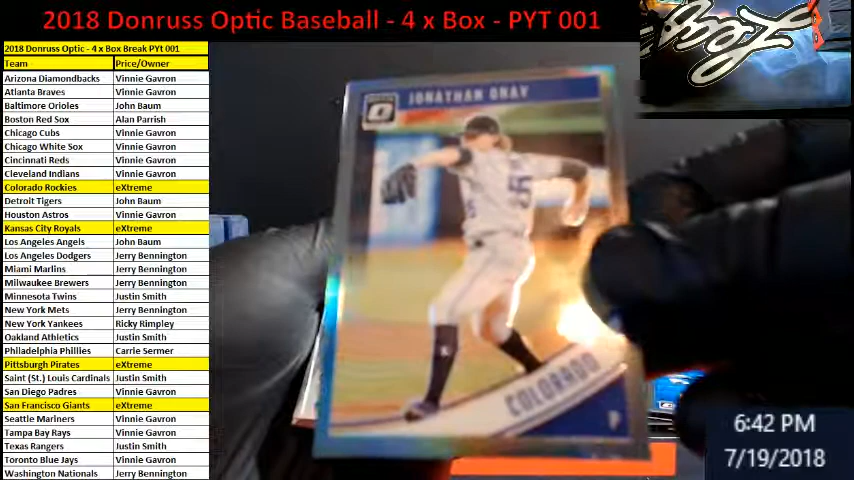 2018 Donruss Optic Baseball - 4 x Box - PYT 001
2018 Donruss Optic - 4 x Box Break PYt 001
Team Price/Owner
Arizona Diamondbacks Vinnie Gavron
Atlanta Braves Vinnie Gavron
Baltimore Orioles John Baum
Boston Red Sox Alan Parrish
Chicago Cubs Vinnie Gavron
Chicago White Sox Vinnie Gavron
Cincinnati Reds Vinnie Gavron
Cleveland Indians Vinnie Gavron
Colorado Rockies eXtreme
Detroit Tigers John Baum
Houston Astros Vinnie Gavron
Kansas City Royals eXtreme
Los Angeles Angels John Baum
Los Angeles Dodgers Jerry Bennington
Miami Marlins Jerry Bennington
Milwaukee Brewers Jerry Bennington
Minnesota Twins Justin Smith
New York Mets Jerry Bennington
New York Yankees Ricky Rimpley
Oakland Athletics Justin Smith
Philadelphia Phillies Carrie Sermer
Pittsburgh Pirates eXtreme
Saint (St.) Louis Cardinals Justin Smith
San Diego Padres Vinnie Gavron
San Francisco Giants eXtreme
Seattle Mariners Vinnie Gavron
Tampa Bay Rays Vinnie Gavron
Texas Rangers Justin Smith
Toronto Blue Jays Vinnie Gavron
Washington Nationals Jerry Bennington
JONATHAN GRAY
55
COLORADO
P
6:42 PM
7/19/2018